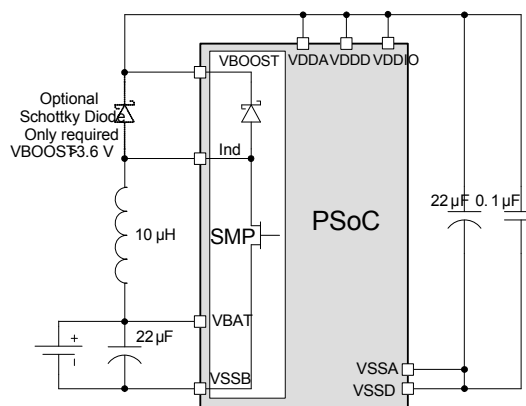 VBOOST
VDDA VDDD VDDIO
Optional
Schottky Diode
Only required
VBOOST>3.6 V
Ind
10 µH
SMP
PSoC
22 µF 0.1 µF
VBAT
22 µF
+
-
VSSB
VSSA
VSSD